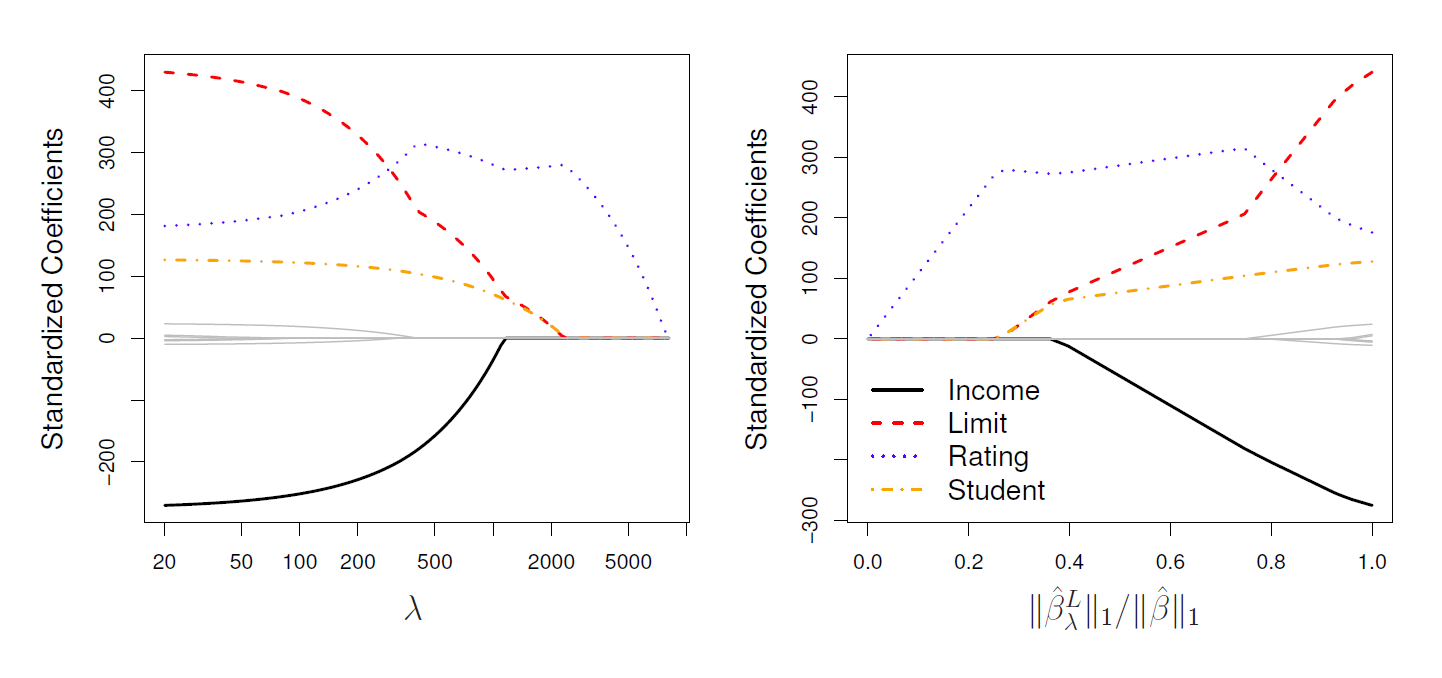 Standardized Coefficients
400
300
200
100
0
−200
20 50 100 200 500 2000 5000
λ
Standardized Coefficients
400
300
200
100
0
−100
−300
Income
Limit
Rating
Student
0.0 0.2 0.4 0.6 0.8 1.0
‖β̂λᴸ‖₁/‖β̂‖₁